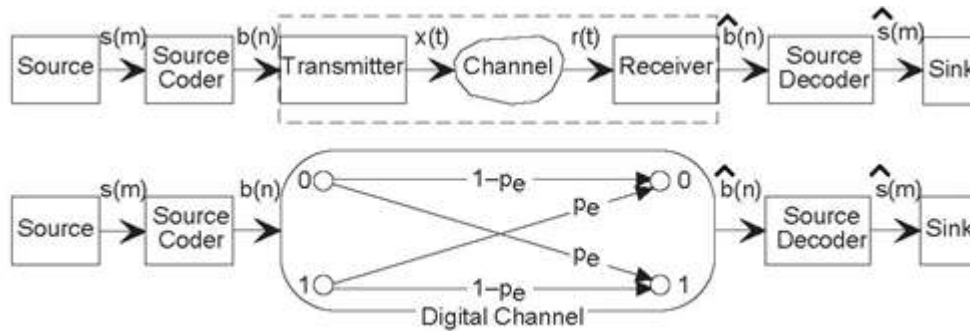 s(m) b(n) x(t) r(t) b̂(n) ŝ(m)
Source Source Coder Transmitter Channel Receiver Source Decoder Sink
s(m) b(n) 0 1–pe 0 b̂(n) ŝ(m)
pe
Source Source Coder Source Decoder Sink
pe
1 1–pe 1
Digital Channel